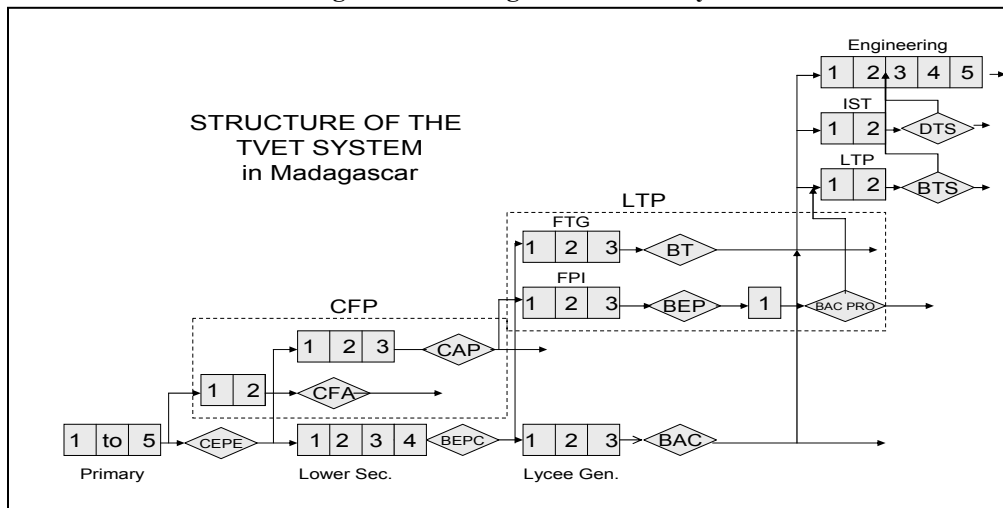 Engineering
1 2 3 4 5
IST
1 2 DTS
STRUCTURE OF THE
TVET SYSTEM
in Madagascar
LTP
1 2 BTS
LTP
FTG
1 2 3 BT
FPI
1 2 3 BEP 1 BAC PRO
CFP
1 2 3 CAP
1 2 CFA
1 to 5 CEPE 1 2 3 4 BEPC 1 2 3 BAC
Primary Lower Sec. Lycee Gen.